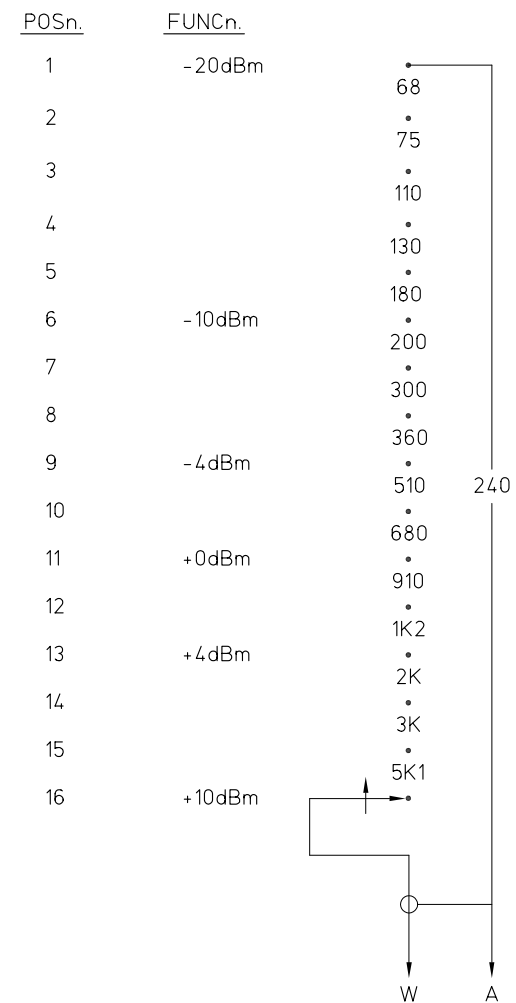 POSn. FUNCn.
1 -20dBm
68
2
75
3
110
4
130
5
180
6 -10dBm
200
7
300
8
360
9 -4dBm
510 240
10
680
11 +0dBm
910
12
1K2
13 +4dBm
2K
14
3K
15
5K1
16 +10dBm
W A